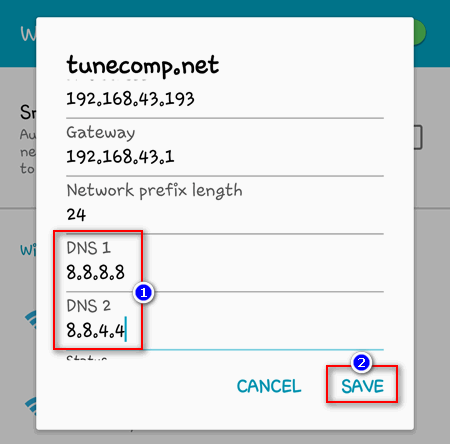 tunecomp.net
192.168.43.193
Gateway
192.168.43.1
Network prefix length
24
DNS 1
8.8.8.8
1
DNS 2
8.8.4.4
Status
2
CANCEL
SAVE